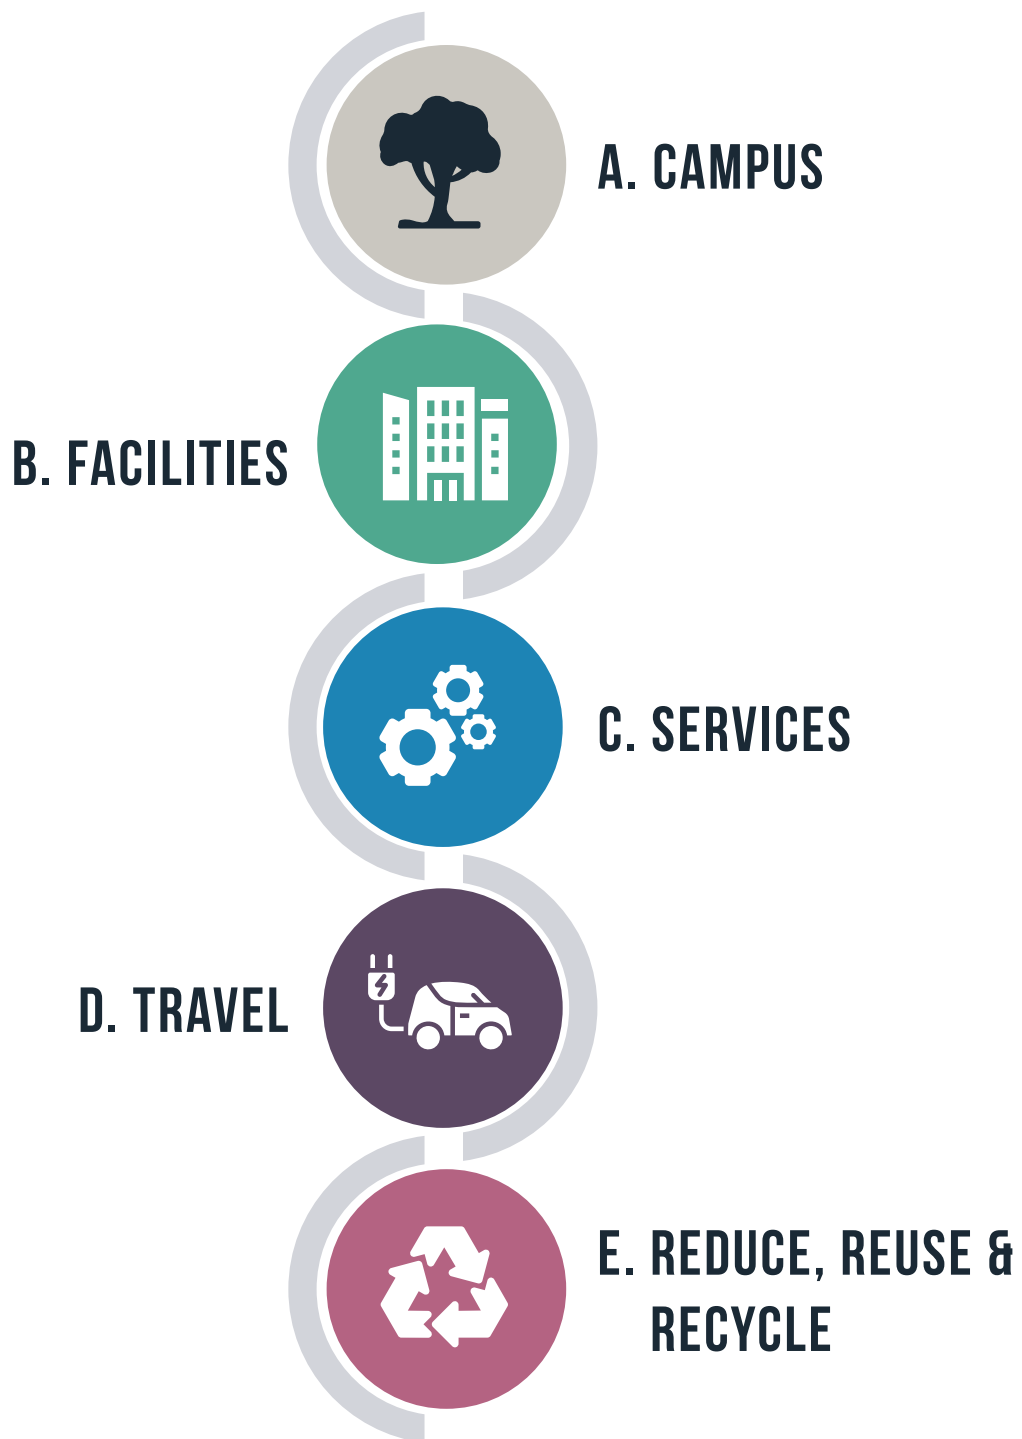 A. CAMPUS
B. FACILITIES
C. SERVICES
D. TRAVEL
E. REDUCE, REUSE &
RECYCLE